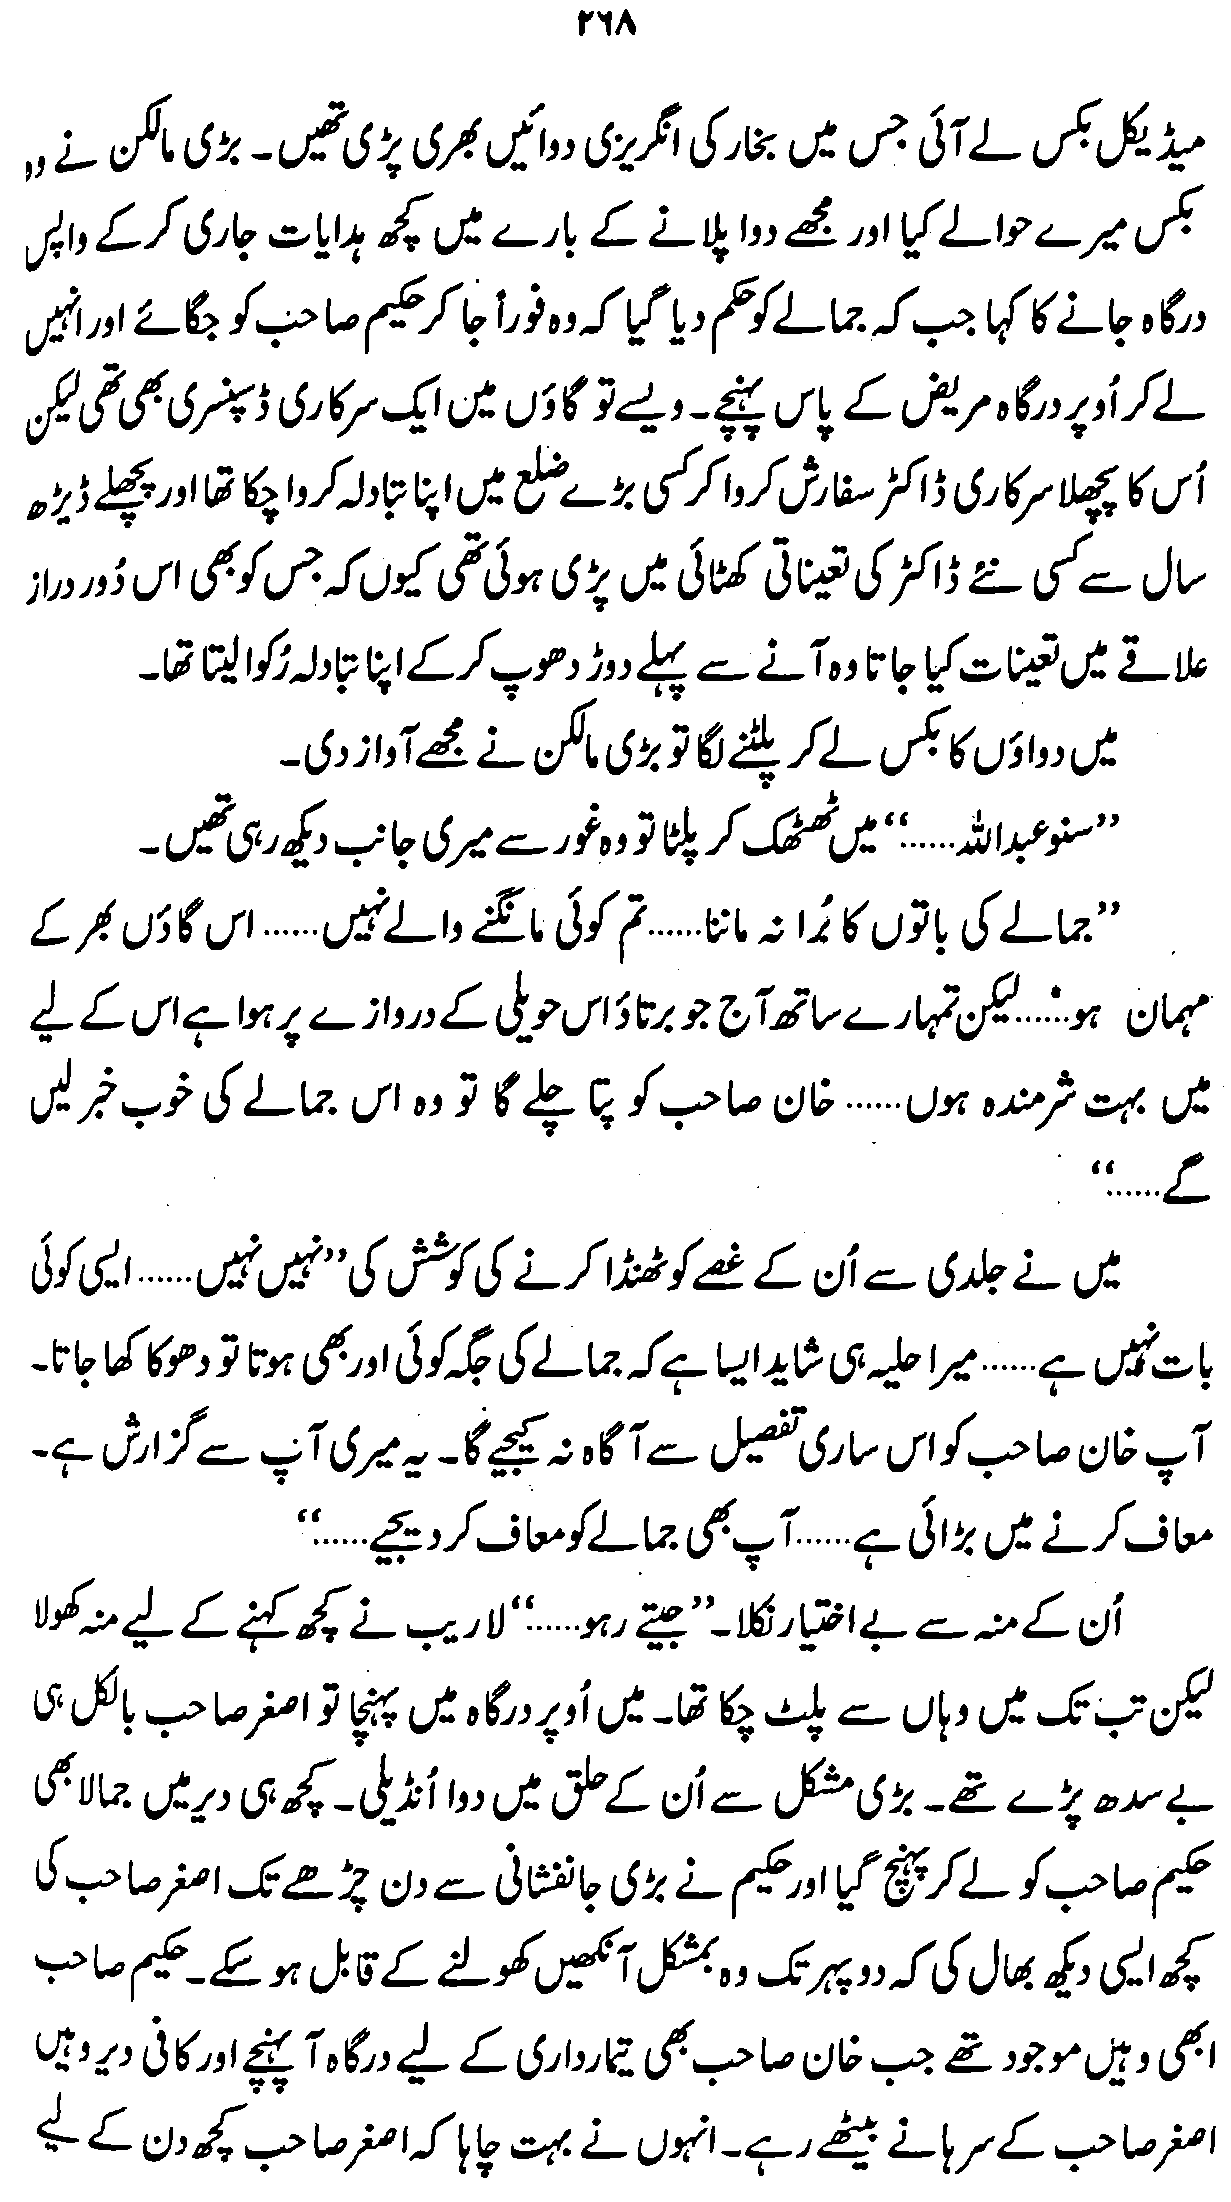 ۲۶۸
میڈیکل بکس لے آئی جس میں بخار کی انگریزی دوائیں بھری پڑی تھیں۔ بڑی مالکن نے وہ
بکس میرے حوالے کیا اور مجھے دوا پلانے کے بارے میں کچھ ہدایات جاری کر کے واپس
درگاہ جانے کا کہا جب کہ جمالے کو حکم دیا گیا کہ وہ فوراً جا کر حکیم صاحب کو جگائے اور انہیں
لے کر اُوپر درگاہ مریض کے پاس پہنچے۔ ویسے تو گاؤں میں ایک سرکاری ڈسپنسری بھی تھی لیکن
اُس کا پچھلا سرکاری ڈاکٹر سفارش کروا کر کسی بڑے ضلع میں اپنا تبادلہ کروا چکا تھا اور پچھلے ڈیڑھ
سال سے کسی نئے ڈاکٹر کی تعیناتی کھٹائی میں پڑی ہوئی تھی کیوں کہ جس کو بھی اس دُور دراز
علاقے میں تعینات کیا جاتا وہ آنے سے پہلے دوڑ دھوپ کر کے اپنا تبادلہ رُکوا لیتا تھا۔
میں دواؤں کا بکس لے کر پلٹنے لگا تو بڑی مالکن نے مجھے آواز دی۔
”سنو عبداللہ......“ میں ٹھٹھک کر پلٹا تو وہ غور سے میری جانب دیکھ رہی تھیں۔
”جمالے کی باتوں کا بُرا نہ ماننا...... تم کوئی مانگنے والے نہیں...... اس گاؤں بھر کے
مہمان ہو...... لیکن تمہارے ساتھ آج جو برتاؤ اس حویلی کے دروازے پر ہوا ہے اس کے لیے
میں بہت شرمندہ ہوں...... خان صاحب کو پتا چلے گا تو وہ اس جمالے کی خوب خبر لیں
گے......“
میں نے جلدی سے اُن کے غصے کو ٹھنڈا کرنے کی کوشش کی ”نہیں نہیں...... ایسی کوئی
بات نہیں ہے...... میرا حلیہ ہی شاید ایسا ہے کہ جمالے کی جگہ کوئی اور بھی ہوتا تو دھوکا کھا جاتا۔
آپ خان صاحب کو اس ساری تفصیل سے آگاہ نہ کیجیے گا۔ یہ میری آپ سے گزارش ہے۔
معاف کرنے میں بڑائی ہے...... آپ بھی جمالے کو معاف کر دیجیے......“
اُن کے منہ سے بے اختیار نکلا۔ ”جیتے رہو......“ لاریب نے کچھ کہنے کے لیے منہ کھولا
لیکن تب تک میں وہاں سے پلٹ چکا تھا۔ میں اُوپر درگاہ میں پہنچا تو اصغر صاحب بالکل ہی
بے سدھ پڑے تھے۔ بڑی مشکل سے اُن کے حلق میں دوا اُنڈیلی۔ کچھ ہی دیر میں جمالا بھی
حکیم صاحب کو لے کر پہنچ گیا اور حکیم نے بڑی جانفشانی سے دن چڑھے تک اصغر صاحب کی
کچھ ایسی دیکھ بھال کی کہ دوپہر تک وہ بمشکل آنکھیں کھولنے کے قابل ہو سکے۔ حکیم صاحب
ابھی وہیں موجود تھے جب خان صاحب بھی تیمارداری کے لیے درگاہ آ پہنچے اور کافی دیر وہیں
اصغر صاحب کے سرہانے بیٹھے رہے۔ انہوں نے بہت چاہا کہ اصغر صاحب کچھ دن کے لیے